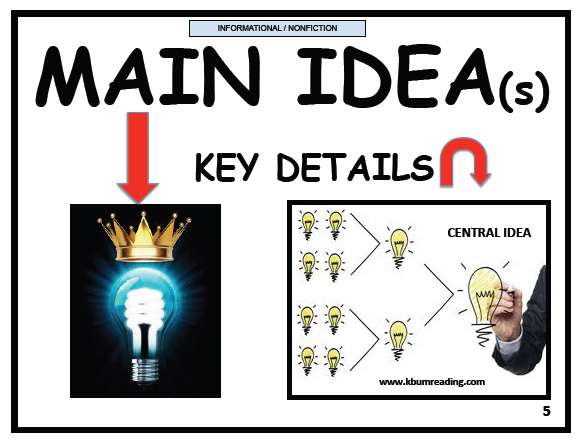 INFORMATIONAL / NONFICTION
MAIN IDEA(s)
KEY DETAILS
CENTRAL IDEA
www.kbumreading.com
5